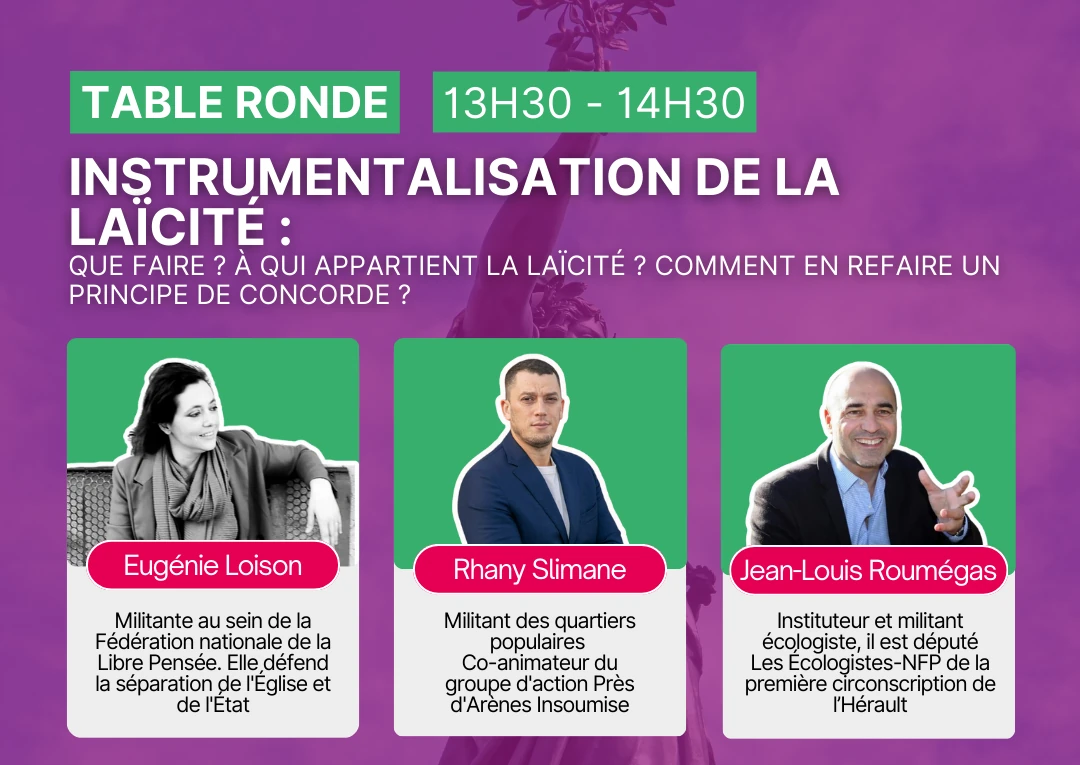 TABLE RONDE
13H30 - 14H30
INSTRUMENTALISATION DE LA
LAÏCITÉ :
QUE FAIRE ? À QUI APPARTIENT LA LAÏCITÉ ? COMMENT EN REFAIRE UN
PRINCIPE DE CONCORDE ?
Eugénie Loison
Militante au sein de la
Fédération nationale de la
Libre Pensée. Elle défend
la séparation de l'Église et
de l'État
Rhany Slimane
Militant des quartiers
populaires
Co-animateur du
groupe d'action Près
d'Arènes Insoumise
Jean-Louis Roumégas
Instituteur et militant
écologiste, il est député
Les Écologistes-NFP de la
première circonscription de
l’Hérault